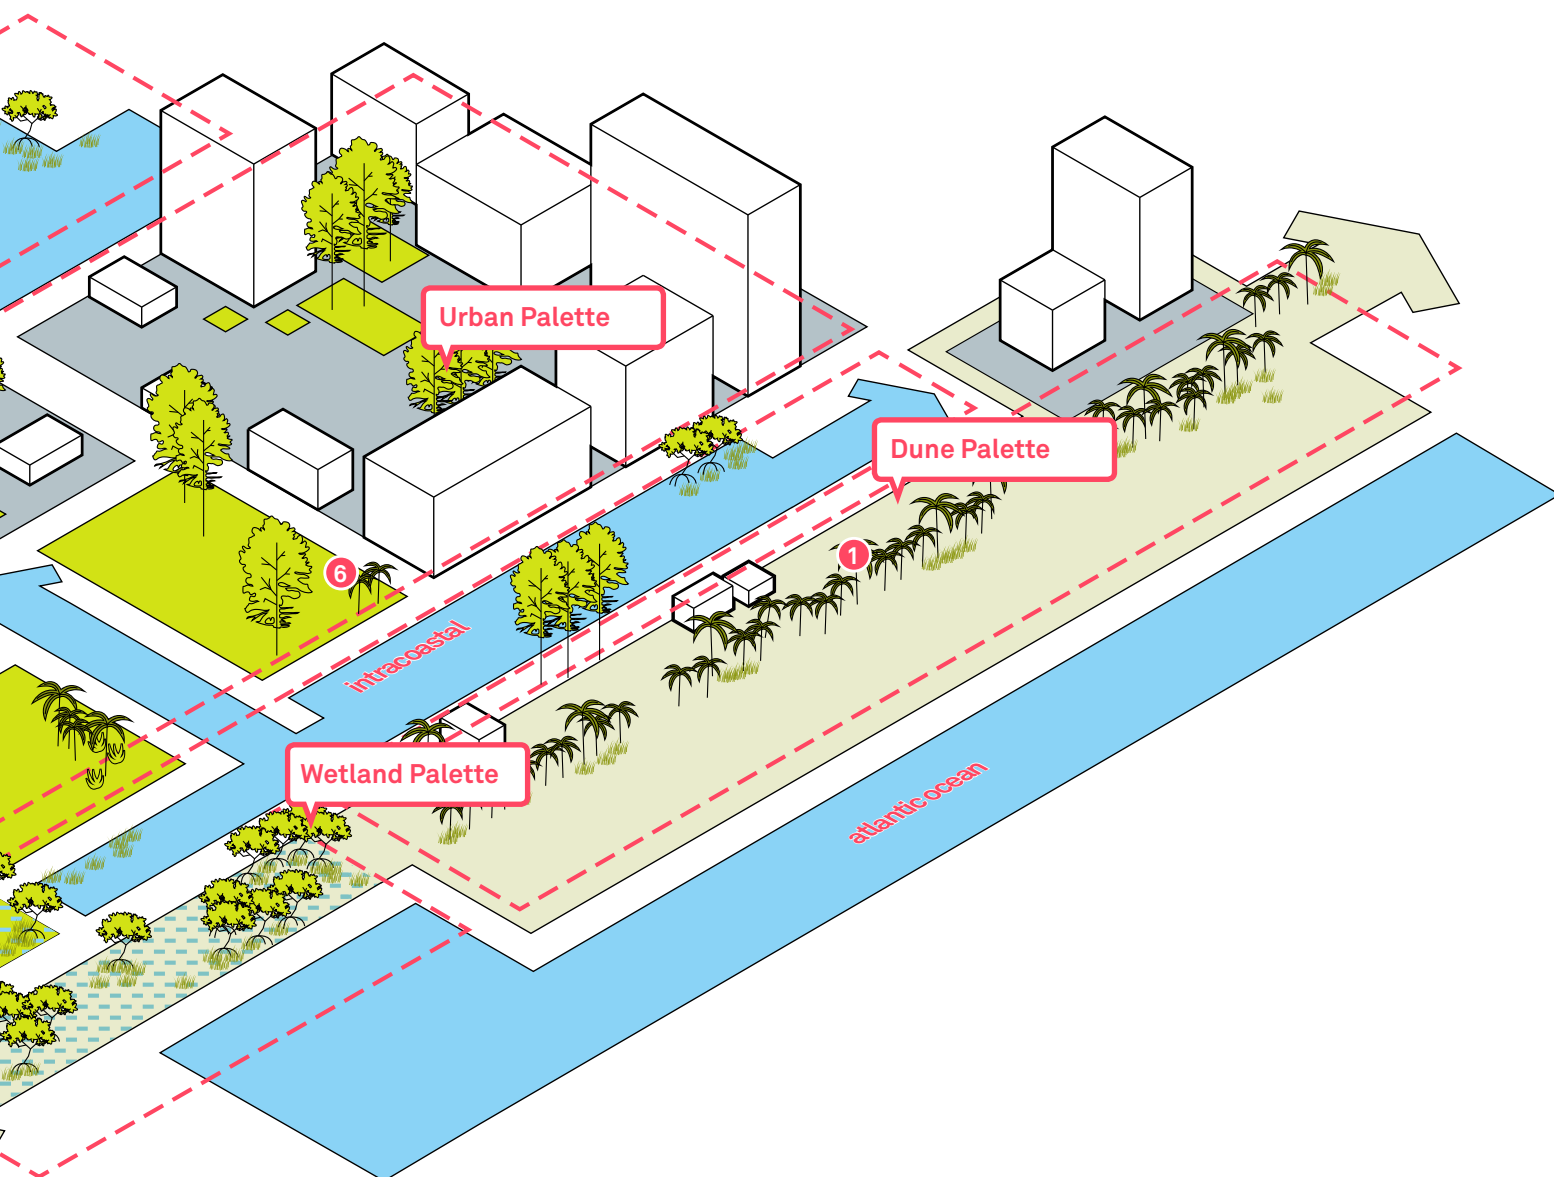 Urban Palette
Dune Palette
1
6
intracoastal
Wetland Palette
atlantic ocean